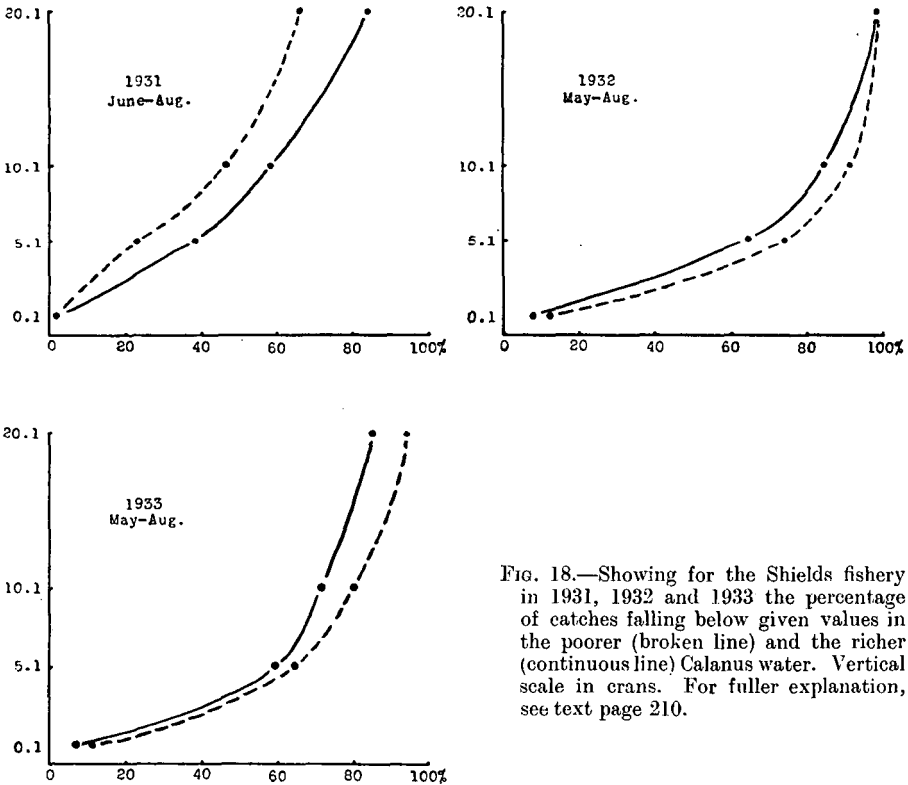 20.1
10.1
5.1
0.1
1931
June-Aug.
0 20 40 60 80 100%
20.1
10.1
5.1
0.1
1932
May-Aug.
0 20 40 60 80 100%
20.1
10.1
5.1
0.1
1933
May-Aug.
0 20 40 60 80 100%
FIG. 18.—Showing for the Shields fishery
in 1931, 1932 and 1933 the percentage
of catches falling below given values in
the poorer (broken line) and the richer
(continuous line) Calanus water. Vertical
scale in crans. For fuller explanation,
see text page 210.